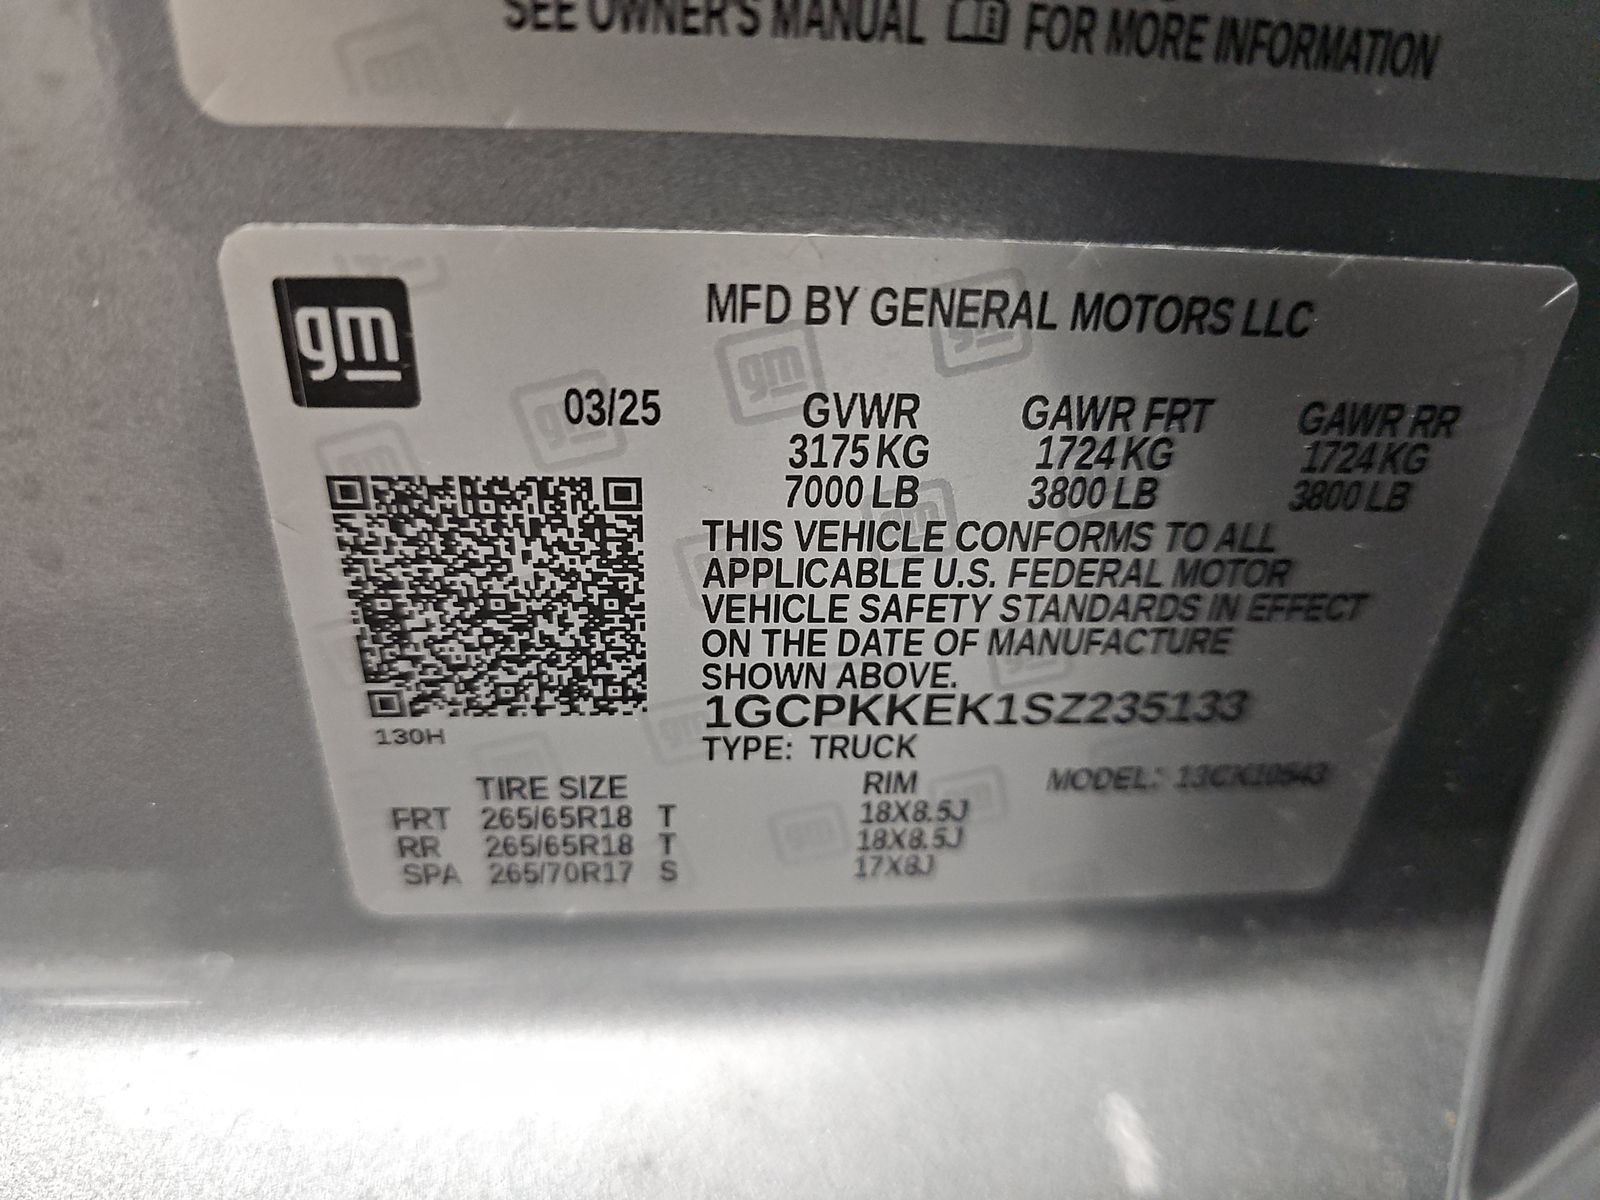 SEE OWNER'S MANUAL FOR MORE INFORMATION
gm
MFD BY GENERAL MOTORS LLC
03/25 GVWR GAWR FRT GAWR RR
3175 KG 1724 KG 1724 KG
7000 LB 3800 LB 3800 LB
THIS VEHICLE CONFORMS TO ALL
APPLICABLE U.S. FEDERAL MOTOR
VEHICLE SAFETY STANDARDS IN EFFECT
ON THE DATE OF MANUFACTURE
SHOWN ABOVE.
1GCPKKEK1SZ235133
130H
TYPE: TRUCK
TIRE SIZE RIM MODEL:
FRT 265/65R18 T 18X8.5J
RR 265/65R18 T 18X8.5J
SPA 265/70R17 S 17X8J